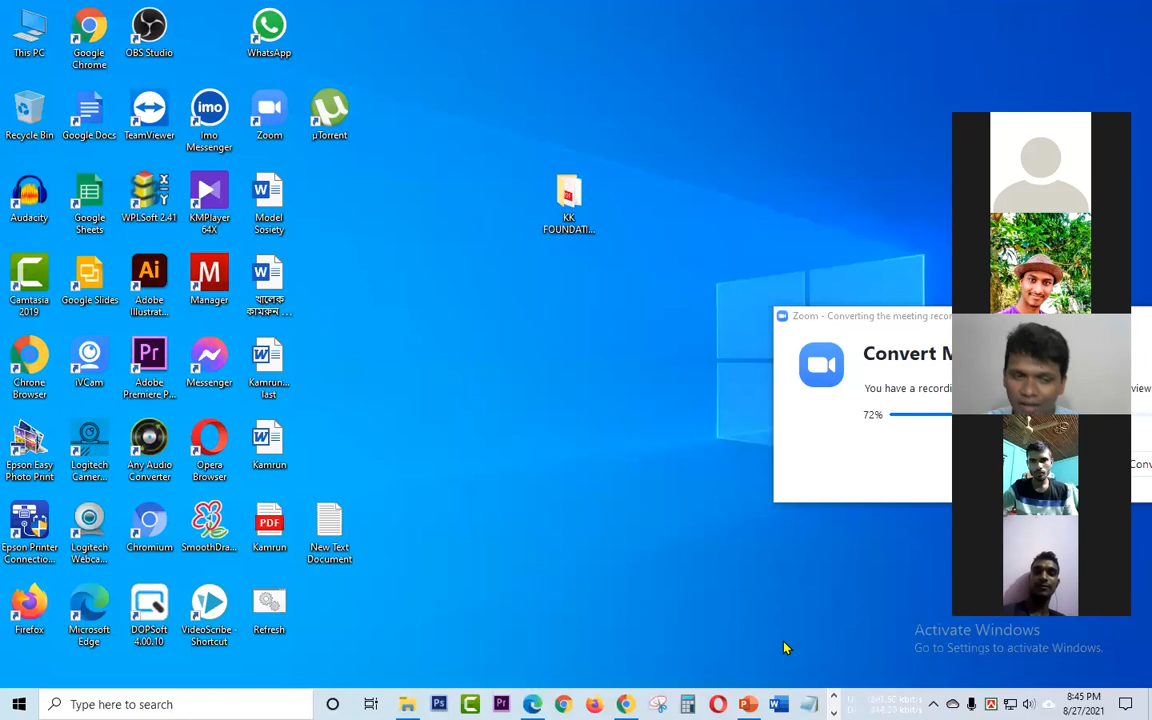 This PC
Google
Chrome
OBS Studio
WhatsApp
Recycle Bin
Google Docs
TeamViewer
imo
Imo
Messenger
Zoom
µTorrent
Audacity
Google
Sheets
WPLSoft 2.41
KMPlayer
64X
Model
Sosiety
KK
FOUNDATI...
Camtasia
2019
Google Slides
Adobe
Illustrat...
Manager
খালেক
কামরুন ...
Chrome
Browser
iVCam
Adobe
Premiere P...
Messenger
Kamrun...
last
Epson Easy
Photo Print
Logitech
Camer...
Any Audio
Converter
Opera
Browser
Kamrun
Epson Printer
Connectio...
Logitech
Webca...
Chromium
SmoothDra...
PDF
Kamrun
New Text
Document
Firefox
Microsoft
Edge
DOPSoft
4.00.10
VideoScribe -
Shortcut
Refresh
Zoom - Converting the meeting recor
Convert M
You have a recordi
view
72%
Conv
Activate Windows
Go to Settings to activate Windows.
Type here to search
8:45 PM
8/27/2021